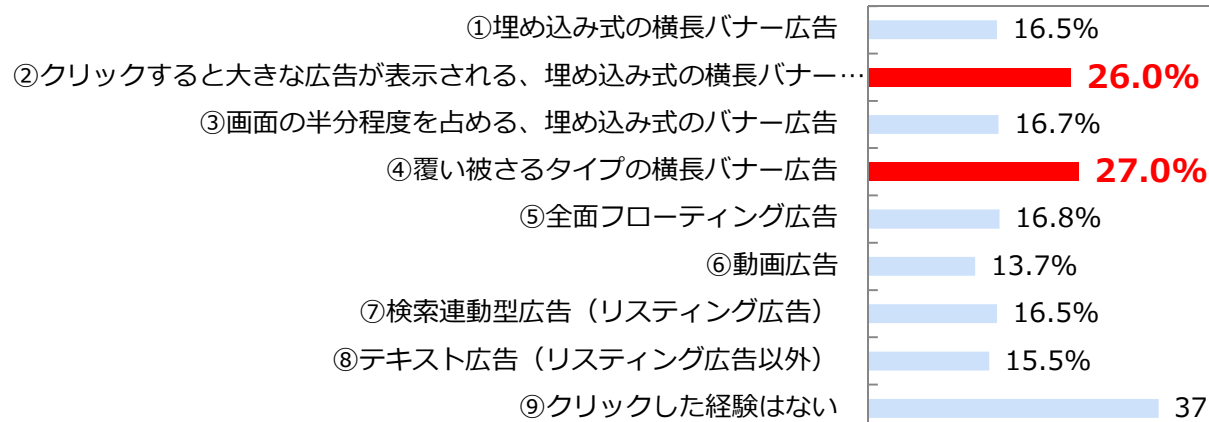 ①埋め込み式の横長バナー広告 16.5%
②クリックすると大きな広告が表示される、埋め込み式の横長バナー… 26.0%
③画面の半分程度を占める、埋め込み式のバナー広告 16.7%
④覆い被さるタイプの横長バナー広告 27.0%
⑤全面フローティング広告 16.8%
⑥動画広告 13.7%
⑦検索連動型広告（リスティング広告） 16.5%
⑧テキスト広告（リスティング広告以外） 15.5%
⑨クリックした経験はない 37